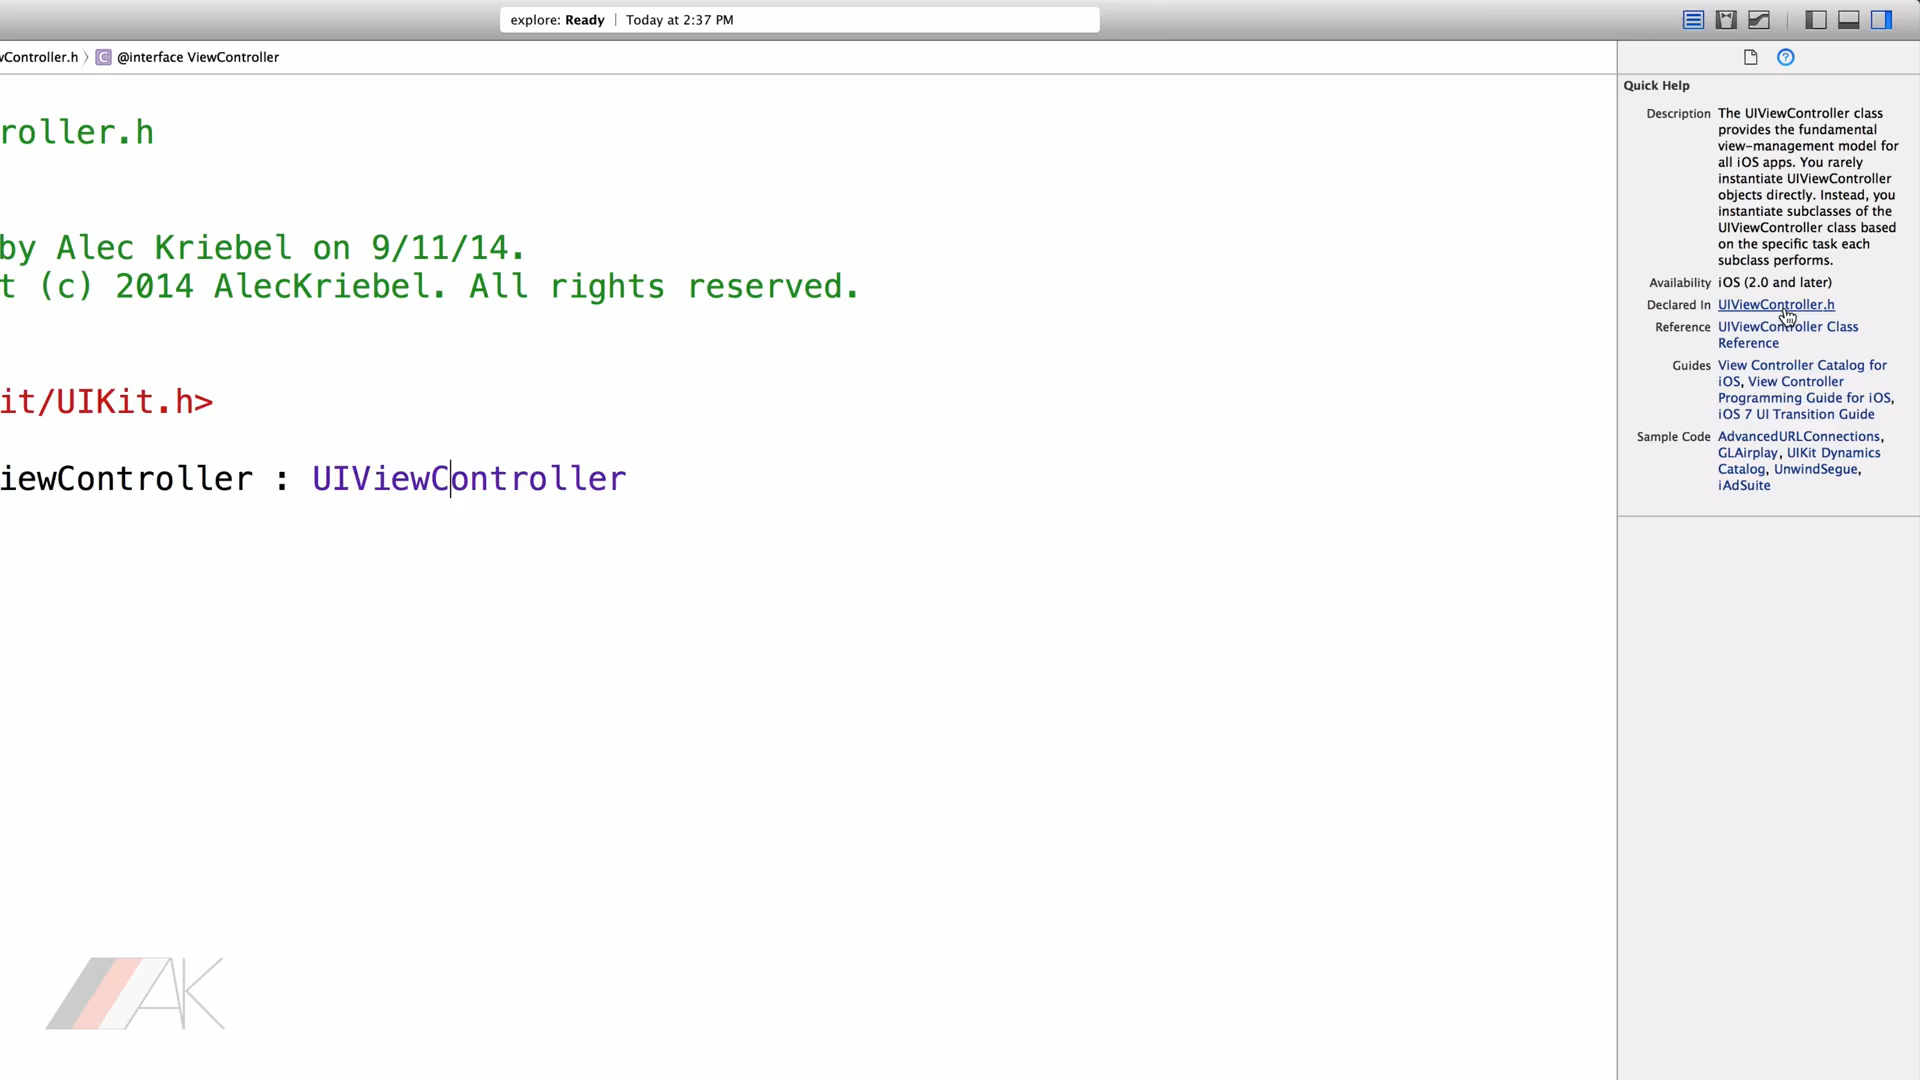 explore: Ready | Today at 2:37 PM
wController.h 〉 C @interface ViewController
roller.h
by Alec Kriebel on 9/11/14.
t (c) 2014 AlecKriebel. All rights reserved.
it/UIKit.h>
iewController : UIViewController
Quick Help
Description The UIViewController class
provides the fundamental
view-management model for
all iOS apps. You rarely
instantiate UIViewController
objects directly. Instead, you
instantiate subclasses of the
UIViewController class based
on the specific task each
subclass performs.
Availability iOS (2.0 and later)
Declared In UIViewController.h
Reference UIViewController Class
Reference
Guides View Controller Catalog for
iOS, View Controller
Programming Guide for iOS,
iOS 7 UI Transition Guide
Sample Code AdvancedURLConnections,
GLAirplay, UIKit Dynamics
Catalog, UnwindSegue,
iAdSuite
AK